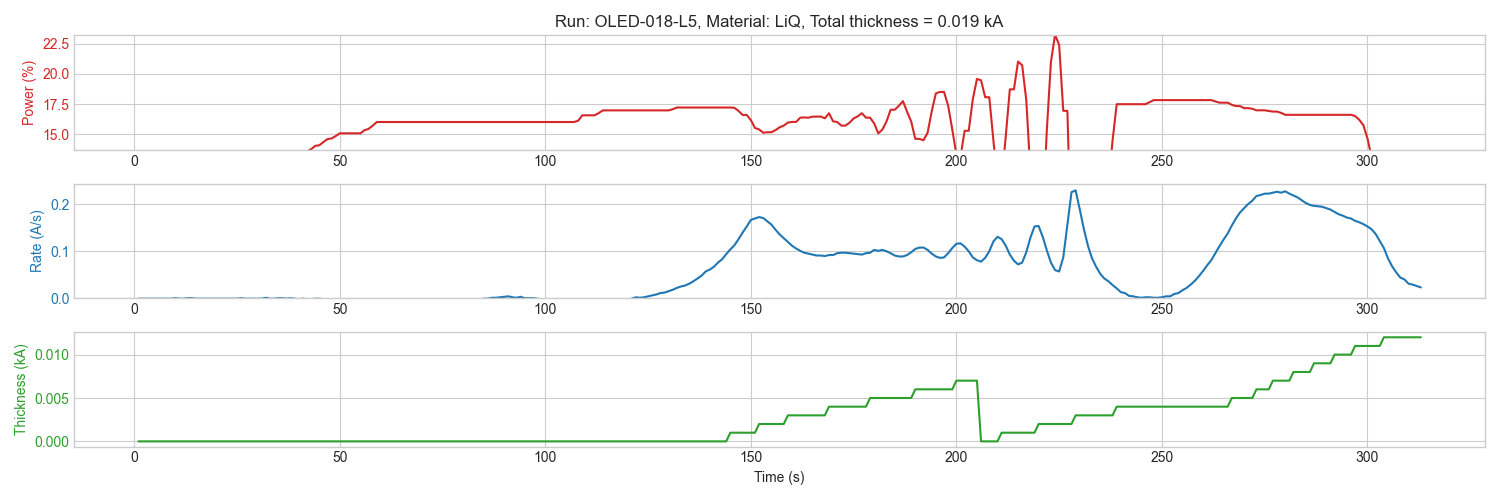 Run: OLED-018-L5, Material: LiQ, Total thickness = 0.019 kA
Power (%)
22.5
20.0
17.5
15.0
0 50 100 150 200 250 300
Rate (A/s)
0.2
0.1
0.0
0 50 100 150 200 250 300
Thickness (kA)
0.010
0.005
0.000
0 50 100 150 200 250 300
Time (s)